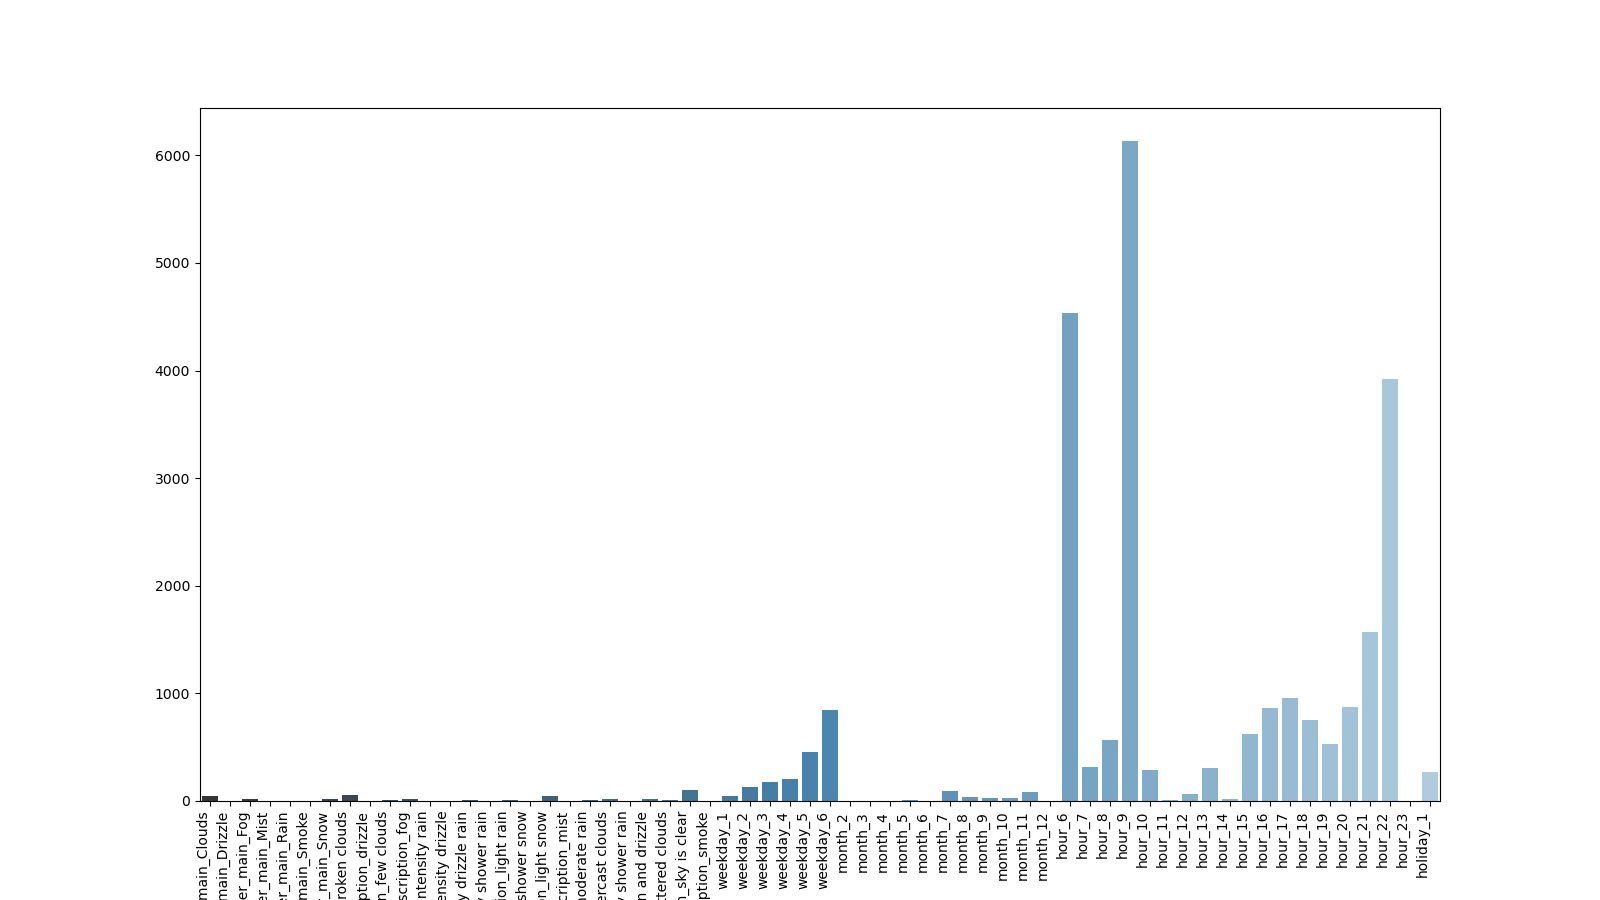 6000
5000
4000
3000
2000
1000
0
main_Clouds
main_Drizzle
er_main_Fog
er_main_Mist
er_main_Rain
main_Smoke
r_main_Snow
roken clouds
ption_drizzle
n_few clouds
scription_fog
ntensity rain
ensity drizzle
y drizzle rain
y shower rain
ion_light rain
shower snow
on_light snow
cription_mist
noderate rain
ercast clouds
y shower rain
n and drizzle
ttered clouds
n_sky is clear
ption_smoke
weekday_1
weekday_2
weekday_3
weekday_4
weekday_5
weekday_6
month_2
month_3
month_4
month_5
month_6
month_7
month_8
month_9
month_10
month_11
month_12
hour_6
hour_7
hour_8
hour_9
hour_10
hour_11
hour_12
hour_13
hour_14
hour_15
hour_16
hour_17
hour_18
hour_19
hour_20
hour_21
hour_22
hour_23
holiday_1